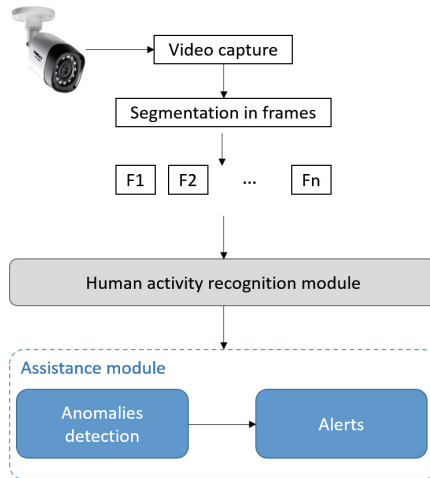 Video capture
Segmentation in frames
F1 F2 ... Fn
Human activity recognition module
Assistance module
Anomalies
detection
Alerts